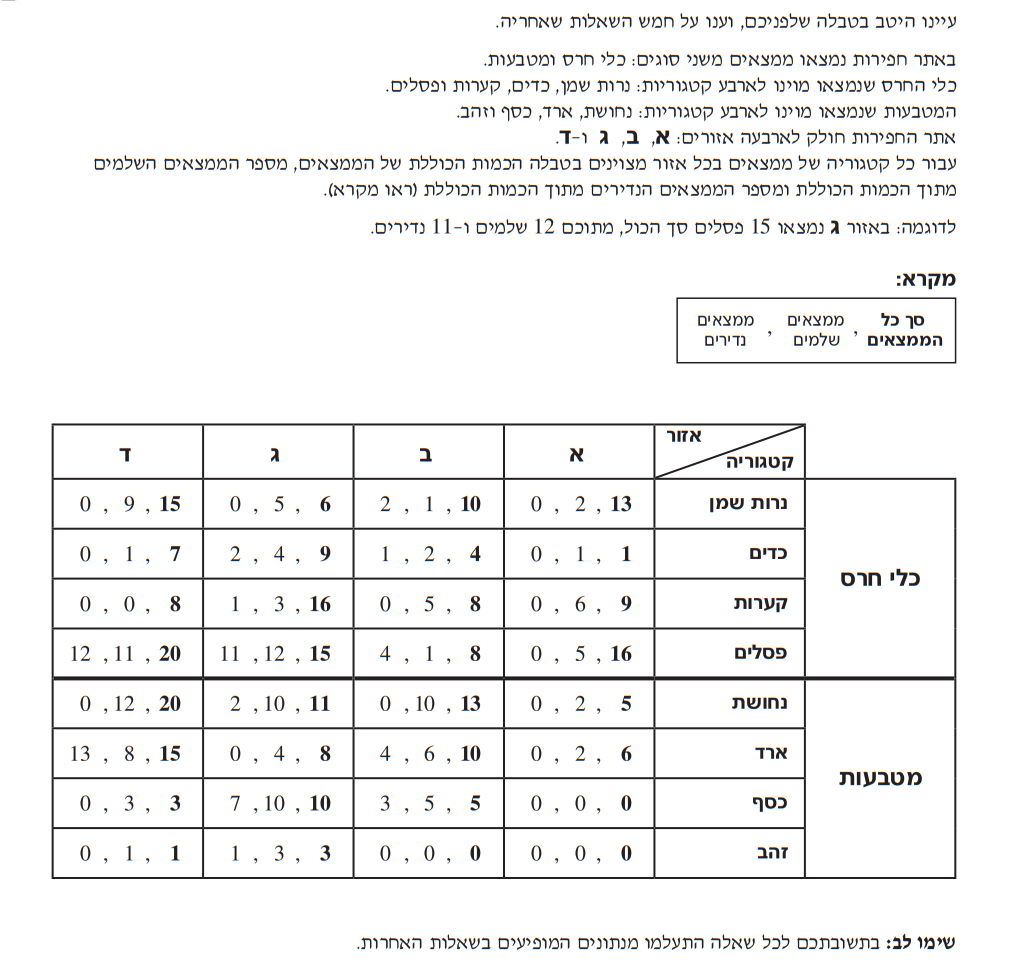 עיינו היטב בטבלה שלפניכם, וענו על חמש השאלות שאחריה.
באתר חפירות נמצאו ממצאים משני סוגים: כלי חרס ומטבעות.
כלי החרס שנמצאו מוינו לארבע קטגוריות: נרות שמן, כדים, קערות ופסלים.
המטבעות שנמצאו מוינו לארבע קטגוריות: נחושת, ארד, כסף וזהב.
אתר החפירות חולק לארבעה אזורים: א, ב, ג ו-ד.
עבור כל קטגוריה של ממצאים בכל אזור מצוינים בטבלה הכמות הכוללת של הממצאים, מספר הממצאים השלמים
מתוך הכמות הכוללת ומספר הממצאים הנדירים מתוך הכמות הכוללת (ראו מקרא).
לדוגמה: באזור ג נמצאו 15 פסלים סך הכול, מתוכם 12 שלמים ו-11 נדירים.
מקרא:
סך כל הממצאים , ממצאים שלמים , ממצאים נדירים
אזור קטגוריה א ב ג ד
כלי חרס
נרות שמן 13 , 2 , 0 10 , 1 , 2 6 , 5 , 0 15 , 9 , 0
כדים 1 , 1 , 0 4 , 2 , 1 9 , 4 , 2 7 , 1 , 0
קערות 9 , 6 , 0 8 , 5 , 0 16 , 3 , 1 8 , 0 , 0
פסלים 16 , 5 , 0 8 , 1 , 4 15 , 12 , 11 20 , 11 , 12
מטבעות
נחושת 5 , 2 , 0 13 , 10 , 0 11 , 10 , 2 20 , 12 , 0
ארד 6 , 2 , 0 10 , 6 , 4 8 , 4 , 0 15 , 8 , 13
כסף 0 , 0 , 0 5 , 5 , 3 10 , 10 , 7 3 , 3 , 0
זהב 0 , 0 , 0 0 , 0 , 0 3 , 3 , 1 1 , 1 , 0
שימו לב: בתשובתכם לכל שאלה התעלמו מנתונים המופיעים בשאלות האחרות.